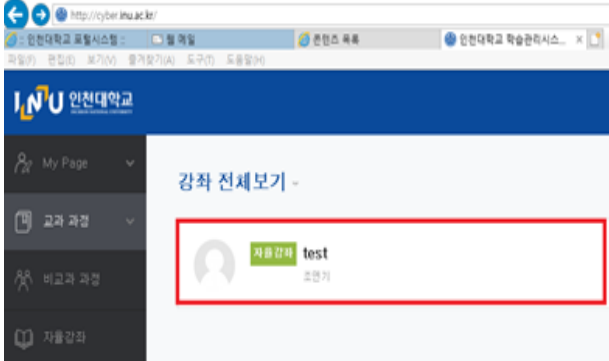 http://cyber.inu.ac.kr/
:: 인천대학교 포털시스템 :
웹 메일
콘텐츠 목록
인천대학교 학습관리시스...
파일(F) 편집(E) 보기(V) 즐겨찾기(A) 도구(T) 도움말(H)
INU 인천대학교
My Page
강좌 전체보기
교과 과정
자율강좌 test
비교과 과정
자율강좌